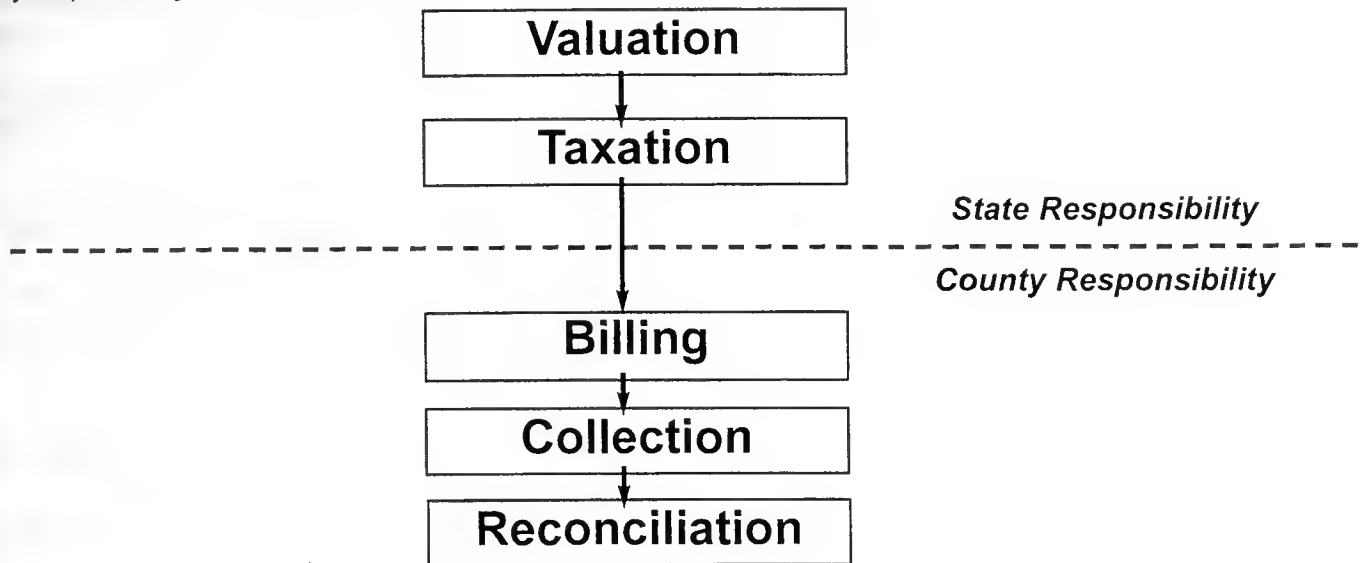 Valuation
Taxation
State Responsibility
County Responsibility
Billing
Collection
Reconciliation